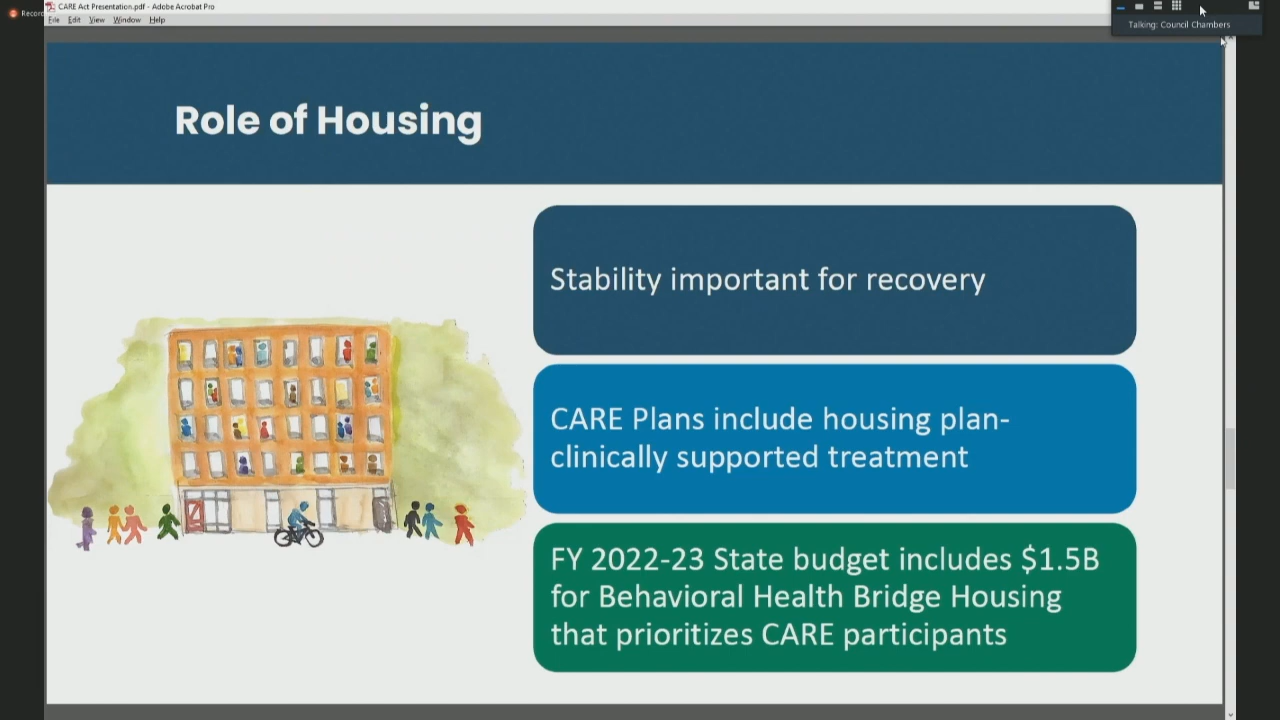 Recor
CARE Act Presentation.pdf - Adobe Acrobat Pro
File Edit View Window Help
Talking: Council Chambers
Role of Housing
Stability important for recovery
CARE Plans include housing plan-
clinically supported treatment
FY 2022-23 State budget includes $1.5B
for Behavioral Health Bridge Housing
that prioritizes CARE participants